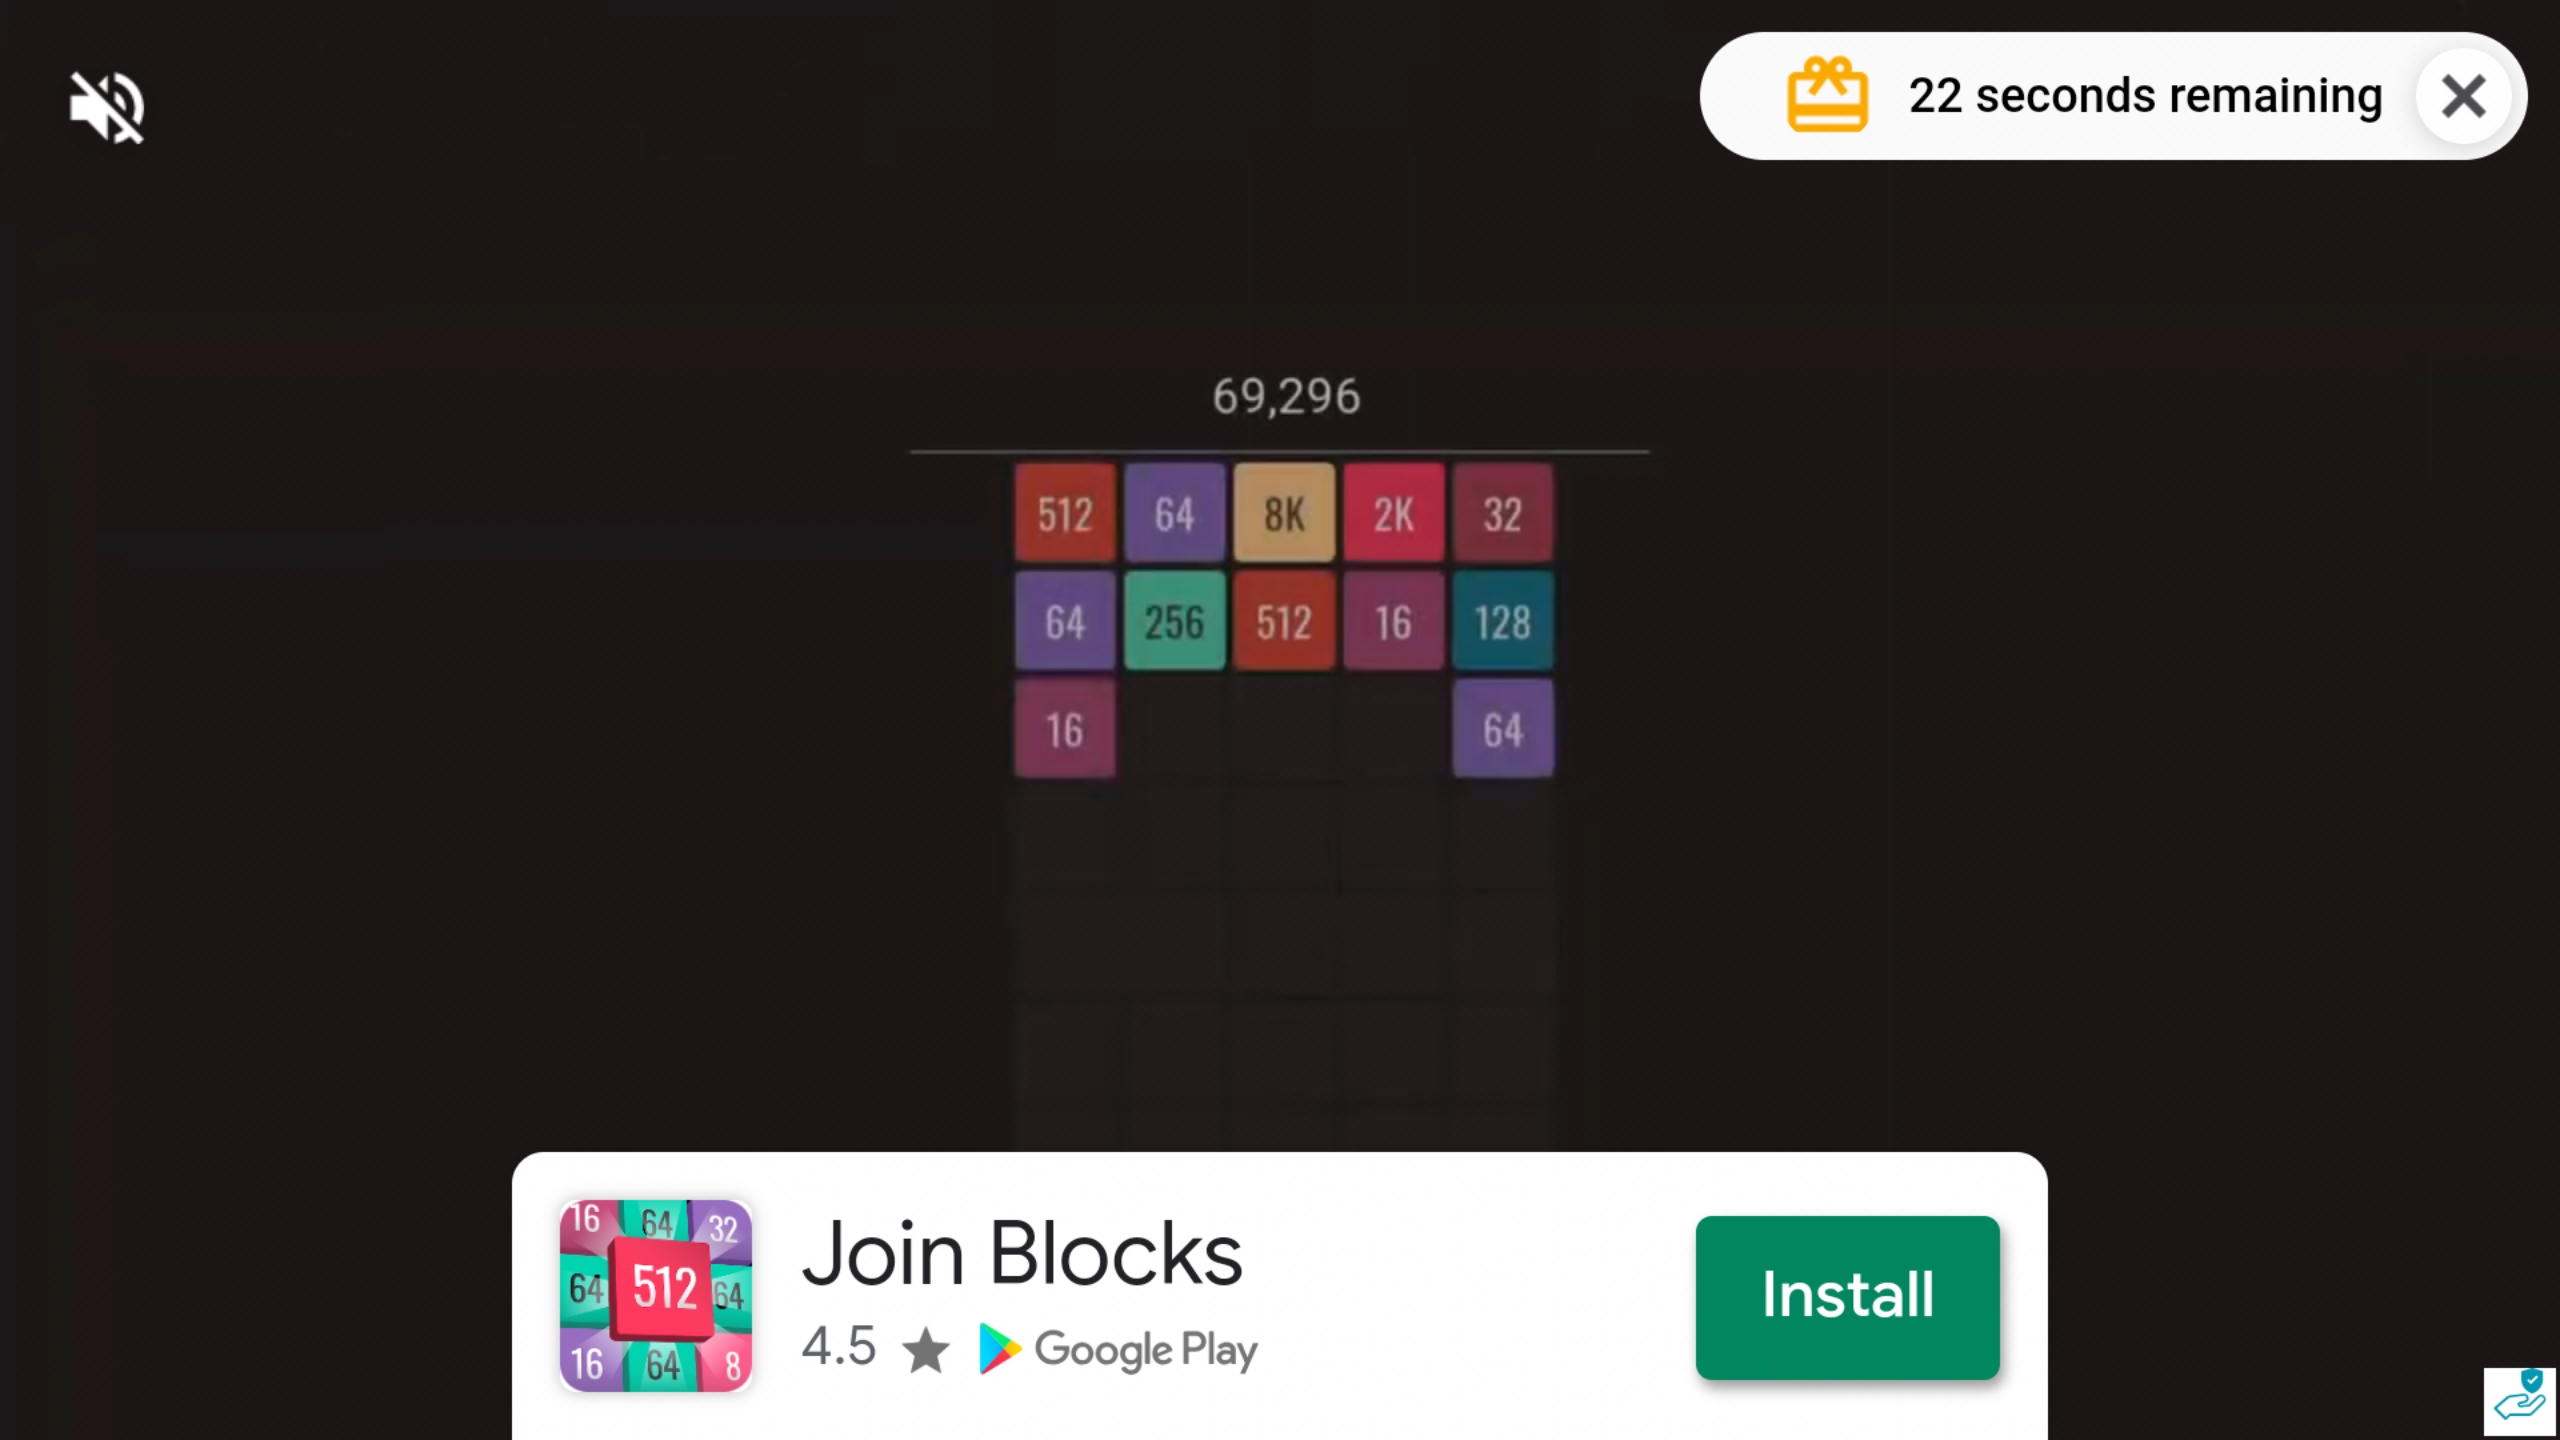 22 seconds remaining
69,296
512 64 8K 2K 32
64 256 512 16 128
16 64
16 64 32
64 512 64
16 64 8
Join Blocks
4.5 Google Play
Install